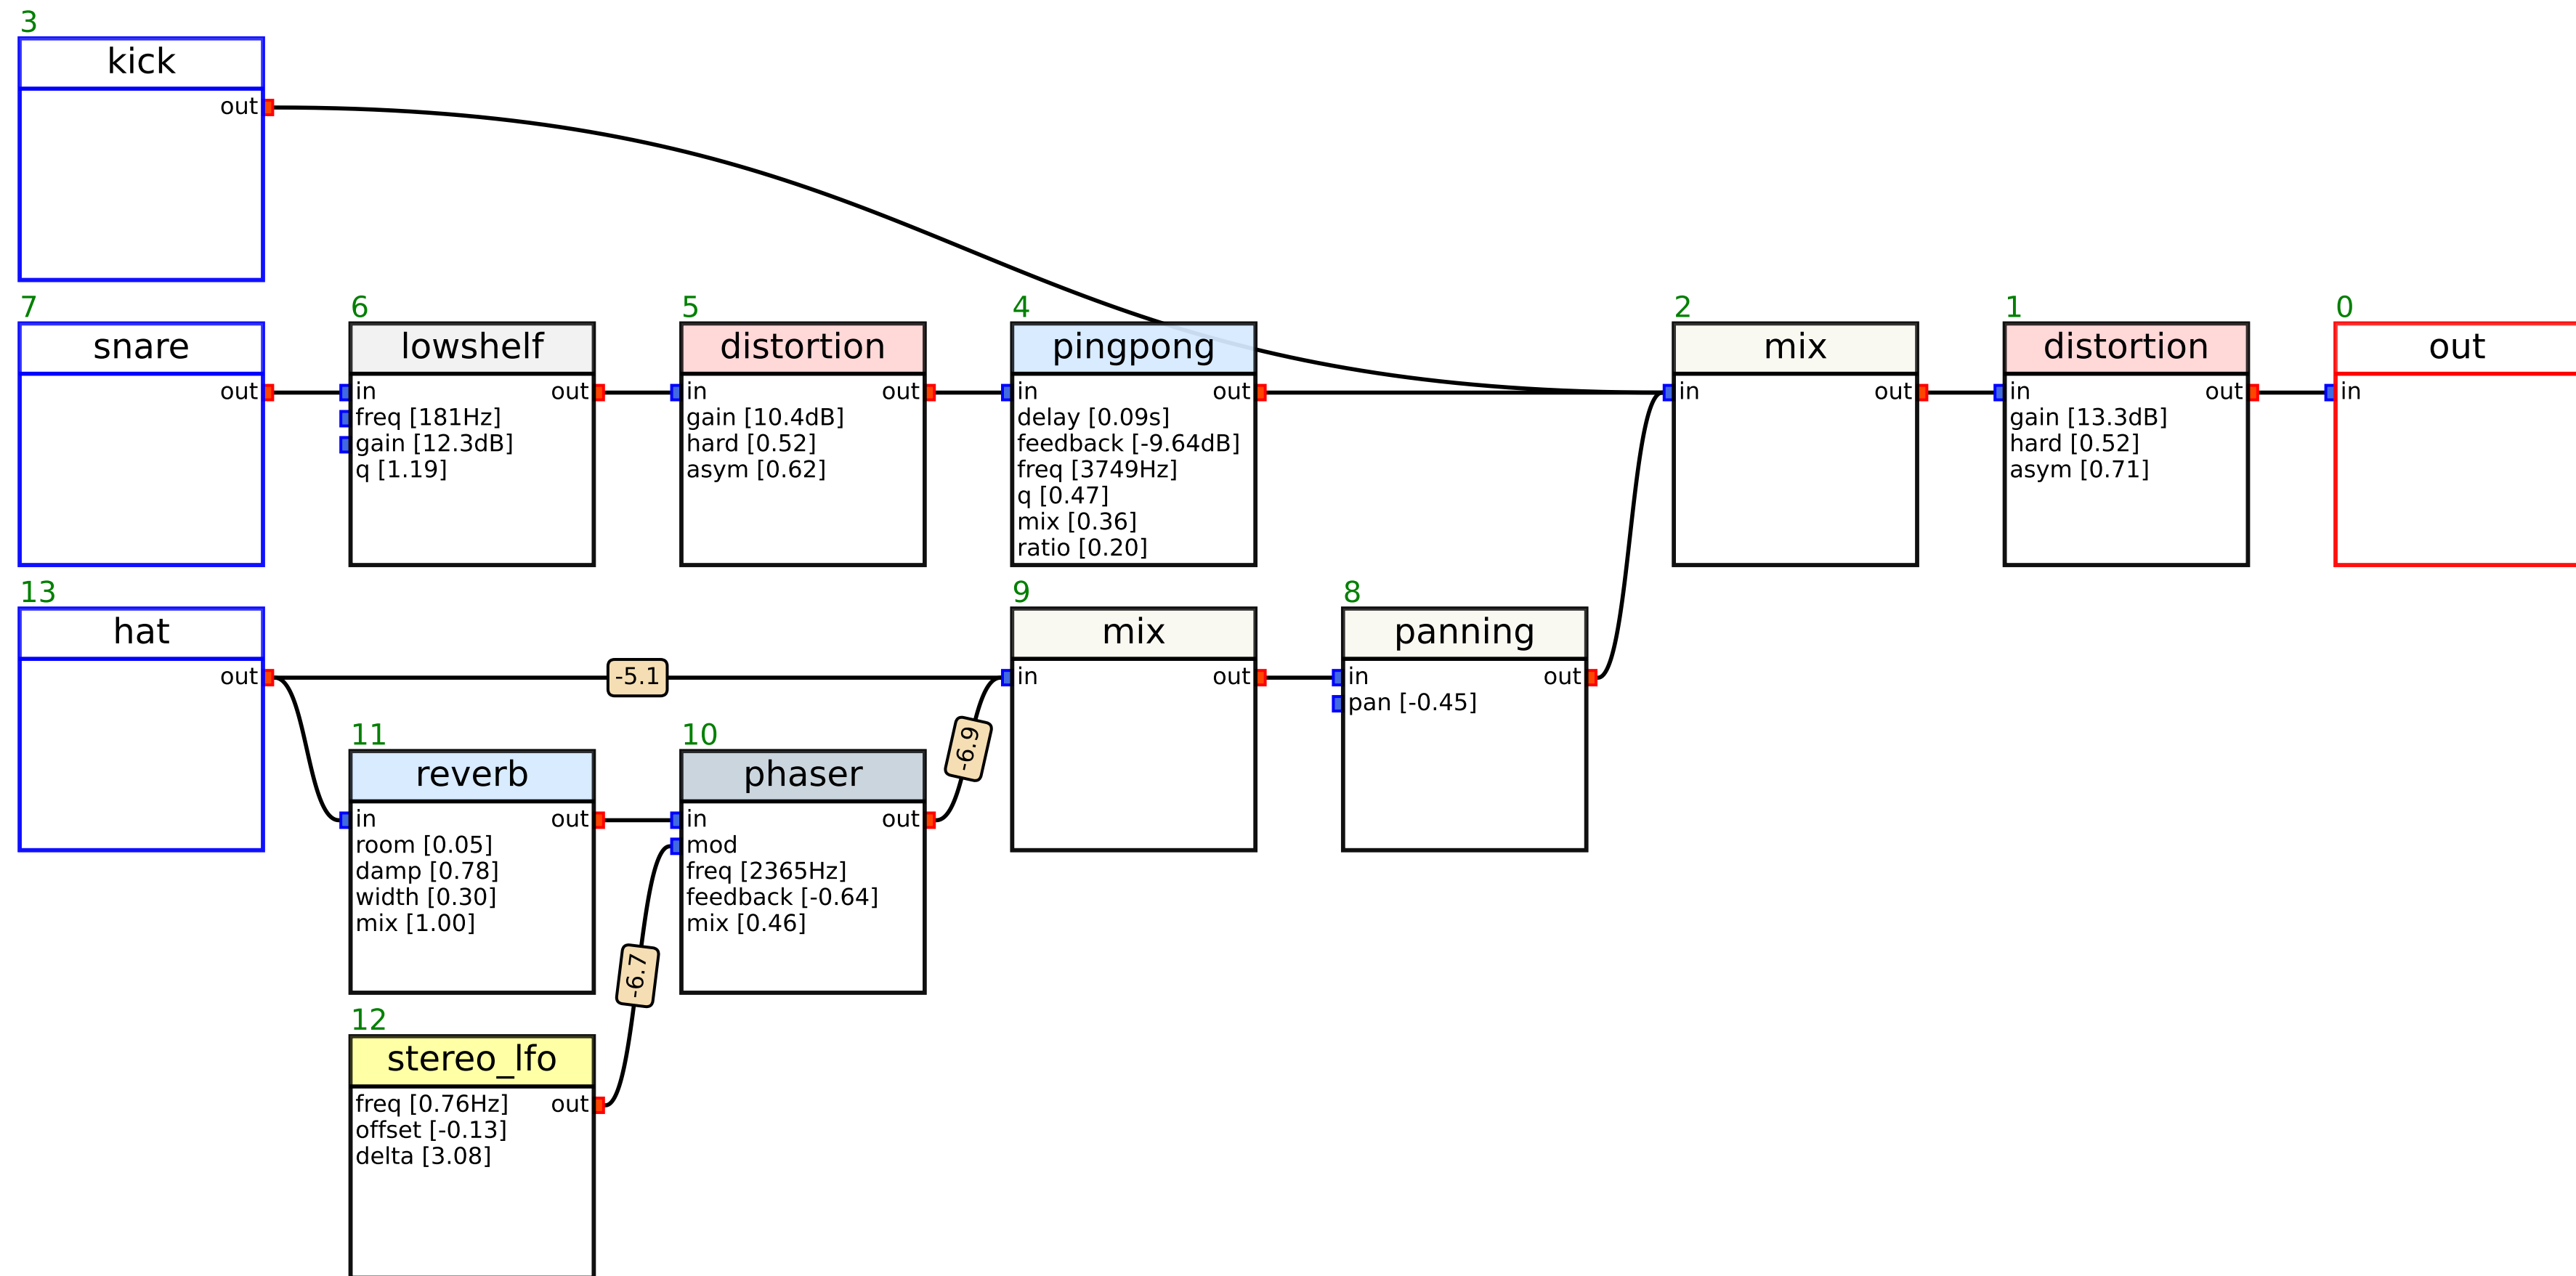 3
kick
out
7
snare
out
6
lowshelf
in out
freq [181Hz]
gain [12.3dB]
q [1.19]
5
distortion
in out
gain [10.4dB]
hard [0.52]
asym [0.62]
4
pingpong
in out
delay [0.09s]
feedback [-9.64dB]
freq [3749Hz]
q [0.47]
mix [0.36]
ratio [0.20]
2
mix
in out
1
distortion
in out
gain [13.3dB]
hard [0.52]
asym [0.71]
0
out
in
13
hat
out
-5.1
9
mix
in out
8
panning
in out
pan [-0.45]
11
reverb
in out
room [0.05]
damp [0.78]
width [0.30]
mix [1.00]
10
phaser
in out
mod
freq [2365Hz]
feedback [-0.64]
mix [0.46]
-6.9
-6.7
12
stereo_lfo
freq [0.76Hz] out
offset [-0.13]
delta [3.08]